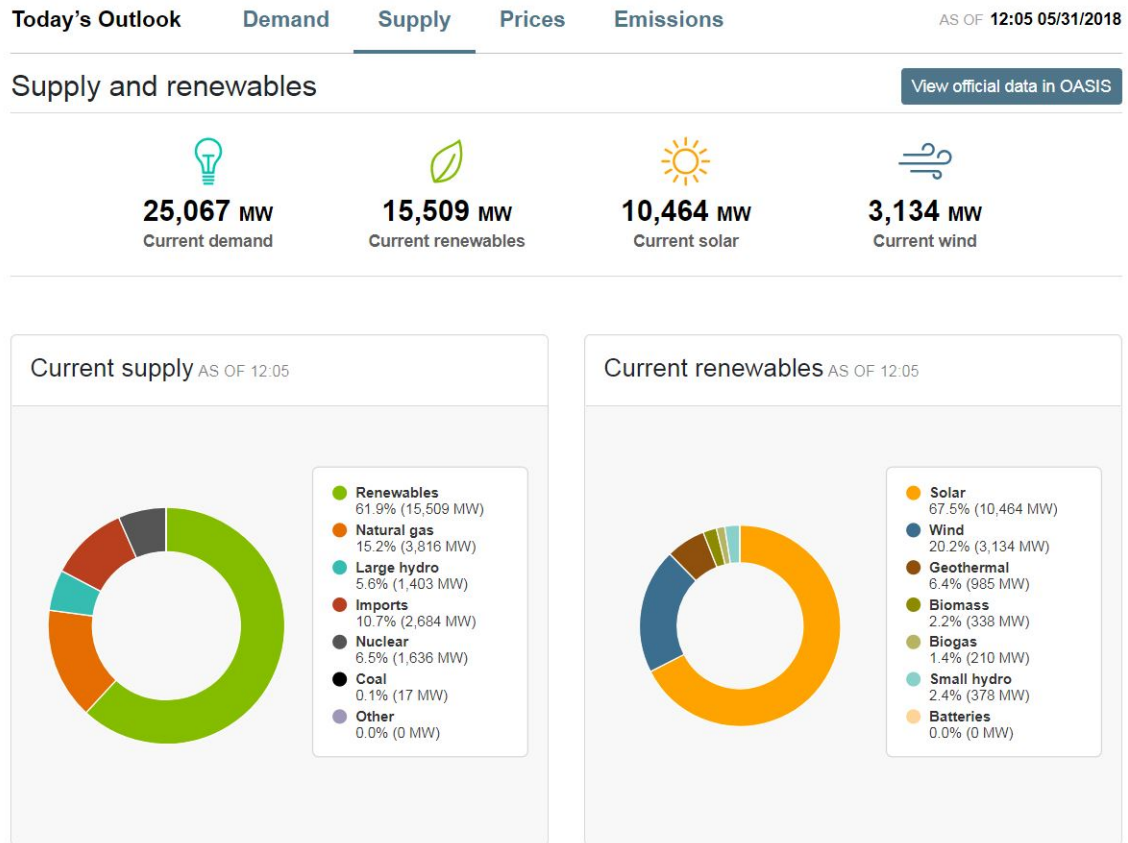 Today's Outlook Demand Supply Prices Emissions AS OF 12:05 05/31/2018
Supply and renewables View official data in OASIS
25,067 MW 15,509 MW 10,464 MW 3,134 MW
Current demand Current renewables Current solar Current wind
Current supply AS OF 12:05
Renewables
61.9% (15,509 MW)
Natural gas
15.2% (3,816 MW)
Large hydro
5.6% (1,403 MW)
Imports
10.7% (2,684 MW)
Nuclear
6.5% (1,636 MW)
Coal
0.1% (17 MW)
Other
0.0% (0 MW)
Current renewables AS OF 12:05
Solar
67.5% (10,464 MW)
Wind
20.2% (3,134 MW)
Geothermal
6.4% (985 MW)
Biomass
2.2% (338 MW)
Biogas
1.4% (210 MW)
Small hydro
2.4% (378 MW)
Batteries
0.0% (0 MW)